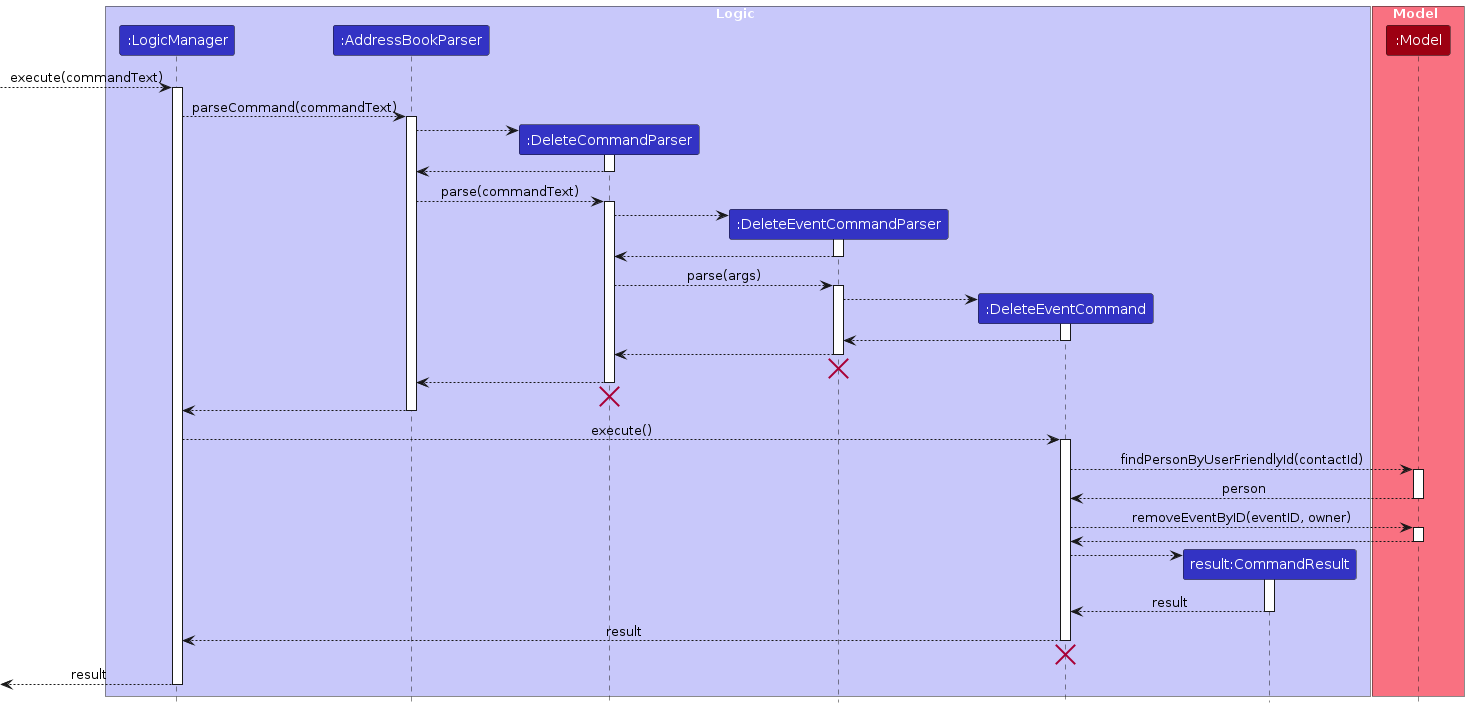 Logic
Model
:LogicManager
:AddressBookParser
:Model
execute(commandText)
parseCommand(commandText)
:DeleteCommandParser
parse(commandText)
:DeleteEventCommandParser
parse(args)
:DeleteEventCommand
execute()
findPersonByUserFriendlyId(contactId)
person
removeEventByID(eventID, owner)
result:CommandResult
result
result
result